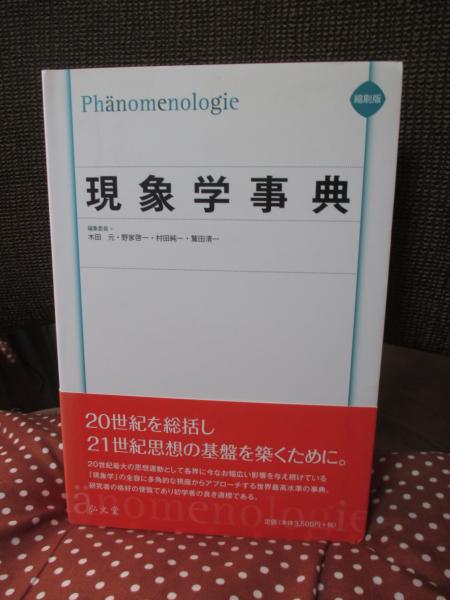 Phänomenologie
縮刷版
現象学事典
編集委員=
木田 元・野家啓一・村田純一・鷲田清一
20世紀を総括し
21世紀思想の基盤を築くために。
20世紀最大の思想運動として各界に今なお幅広い影響を与え続けている
「現象学」の全容に多角的な視座からアプローチする世界最高水準の事典。
研究者の格好の便覧であり初学者の良き道標である。
änomenologie
弘文堂
定価(本体3,500円+税)